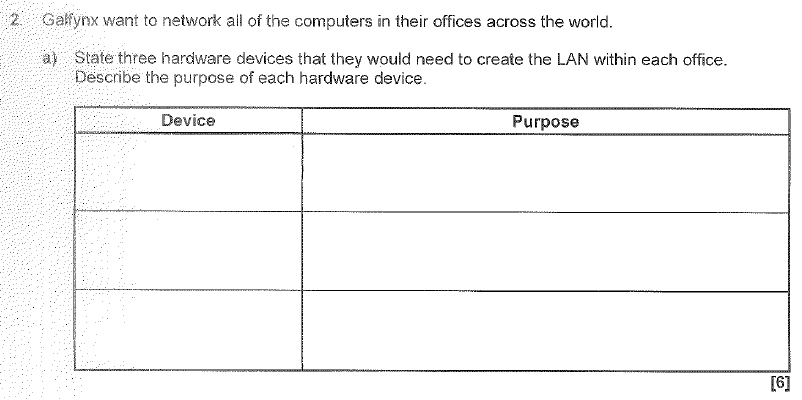 2 Galfynx want to network all of the computers in their offices across the world.
a) State three hardware devices that they would need to create the LAN within each office.
Describe the purpose of each hardware device.
Device Purpose
[6]